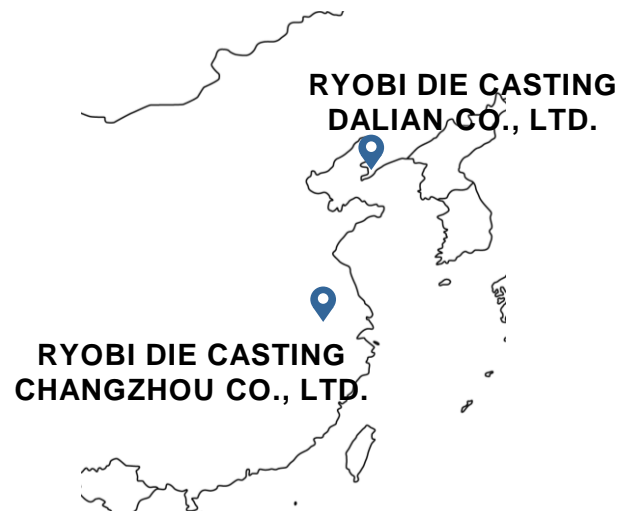 RYOBI DIE CASTING
DALIAN CO., LTD.
RYOBI DIE CASTING
CHANGZHOU CO., LTD.